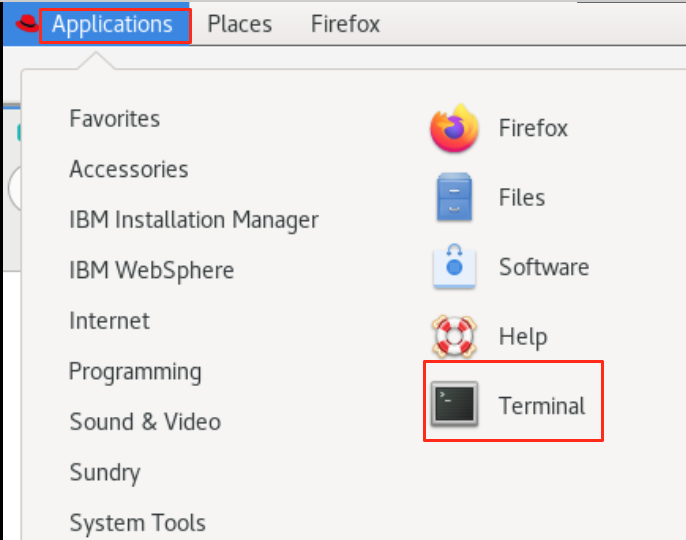 Applications Places Firefox
Favorites
Accessories
IBM Installation Manager
IBM WebSphere
Internet
Programming
Sound & Video
Sundry
System Tools
Firefox
Files
Software
Help
Terminal